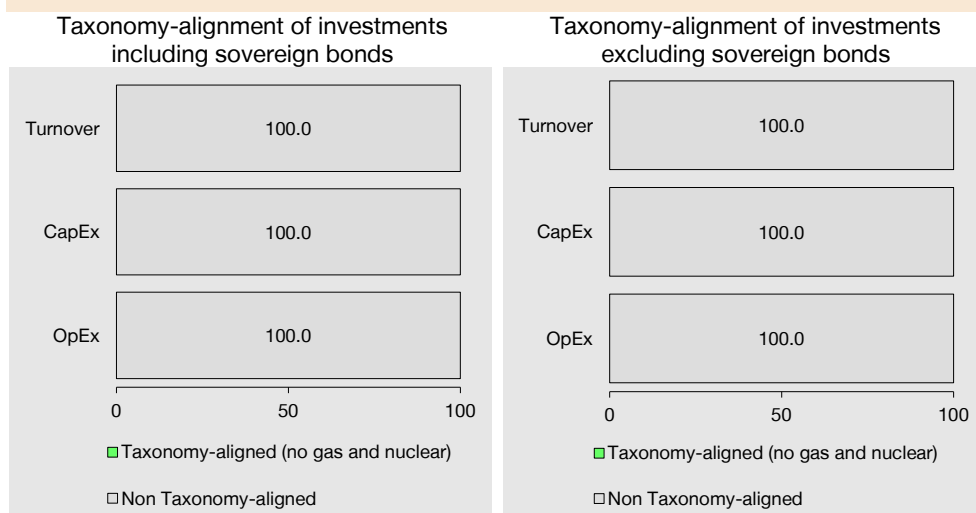 Taxonomy-alignment of investments
including sovereign bonds
Turnover
100.0
CapEx
100.0
OpEx
100.0
0
50
100
Taxonomy-aligned (no gas and nuclear)
Non Taxonomy-aligned
Taxonomy-alignment of investments
excluding sovereign bonds
Turnover
100.0
CapEx
100.0
OpEx
100.0
0
50
100
Taxonomy-aligned (no gas and nuclear)
Non Taxonomy-aligned